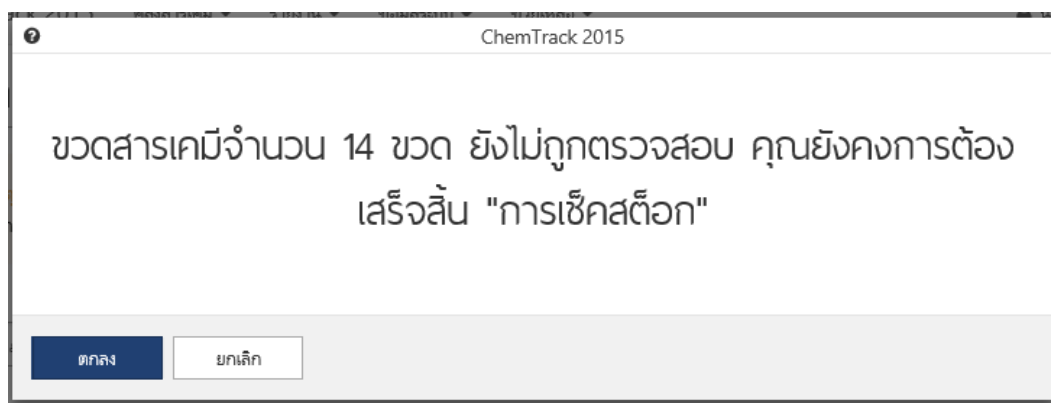 ChemTrack 2015
ขวดสารเคมีจำนวน 14 ขวด ยังไม่ถูกตรวจสอบ คุณยังคงการต้อง
เสร็จสิ้น "การเช็คสต็อก"
ตกลง
ยกเลิก